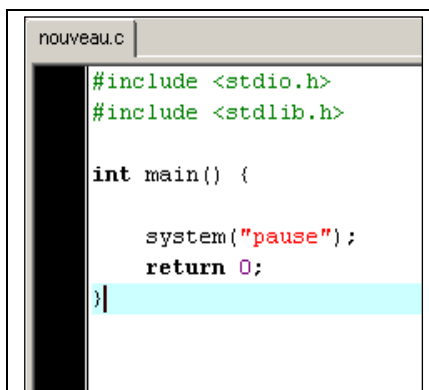 nouveau.c
#include <stdio.h>
#include <stdlib.h>
int main() {
system("pause");
return 0;
}